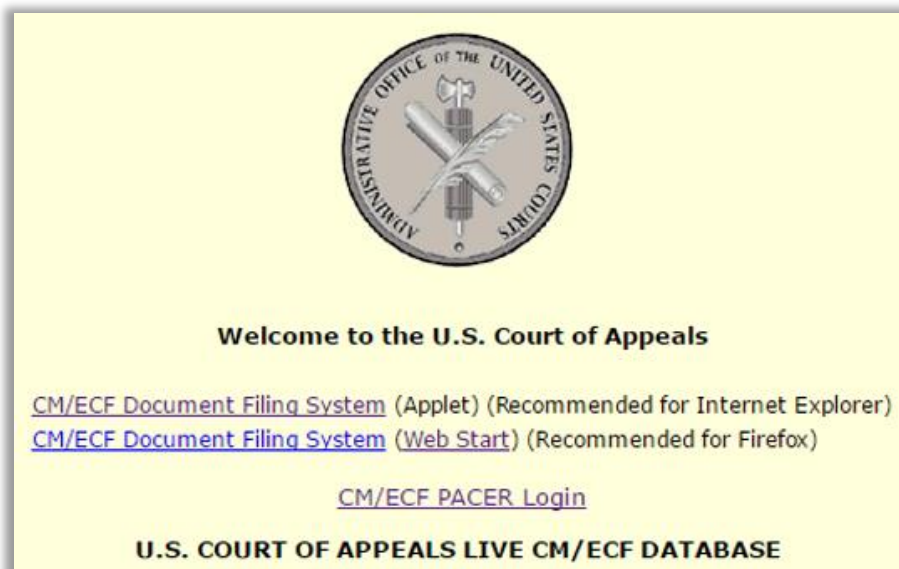 ADMINISTRATIVE OFFICE OF THE UNITED STATES COURTS
Welcome to the U.S. Court of Appeals
CM/ECF Document Filing System (Applet) (Recommended for Internet Explorer)
CM/ECF Document Filing System (Web Start) (Recommended for Firefox)
CM/ECF PACER Login
U.S. COURT OF APPEALS LIVE CM/ECF DATABASE